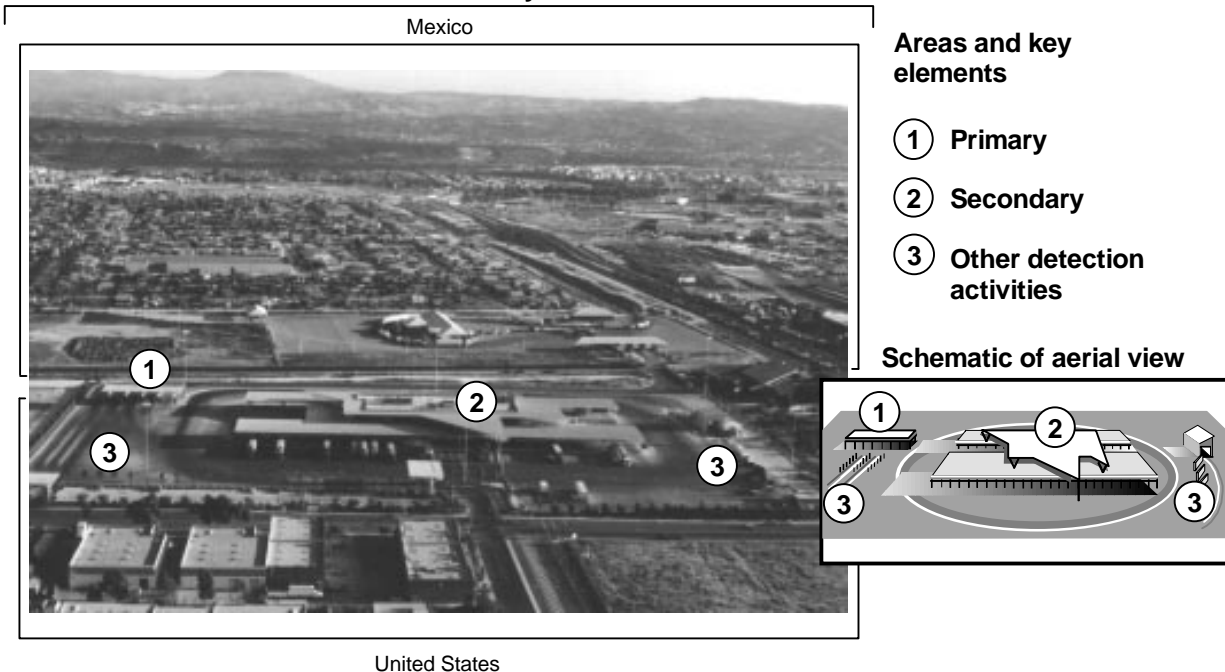 Mexico
Areas and key
elements
1 Primary
2 Secondary
3 Other detection
activities
Schematic of aerial view
1
2
3
3
1
2
3
3
United States